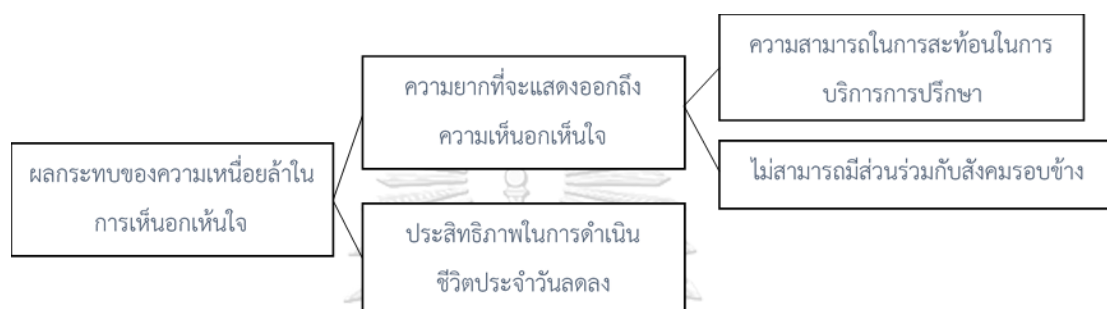 ความสามารถในการสะท้อนในการ
บริการการปรึกษา
ความยากที่จะแสดงออกถึง
ความเห็นอกเห็นใจ
ไม่สามารถมีส่วนร่วมกับสังคมรอบข้าง
ผลกระทบของความเหนื่อยล้าใน
การเห็นอกเห้นใจ
ประสิทธิภาพในการดำเนิน
ชีวิตประจำวันลดลง